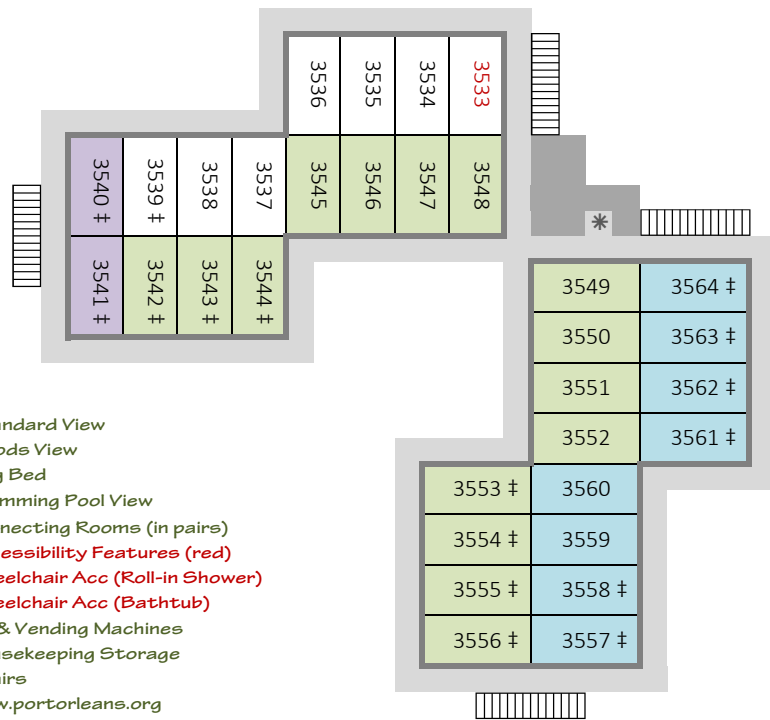 3536
3535
3534
3533
3545
3546
3547
3548
3540 ‡
3539 ‡
3538
3537
3541 ‡
3542 ‡
3543 ‡
3544 ‡
3549
3564 ‡
3550
3563 ‡
3551
3562 ‡
3552
3561 ‡
3553 ‡
3560
3554 ‡
3559
3555 ‡
3558 ‡
3556 ‡
3557 ‡
ndard View
ods View
g Bed
mming Pool View
necting Rooms (in pairs)
essibility Features (red)
eelchair Acc (Roll-in Shower)
eelchair Acc (Bathtub)
& Vending Machines
sekeeping Storage
irs
w.portorleans.org